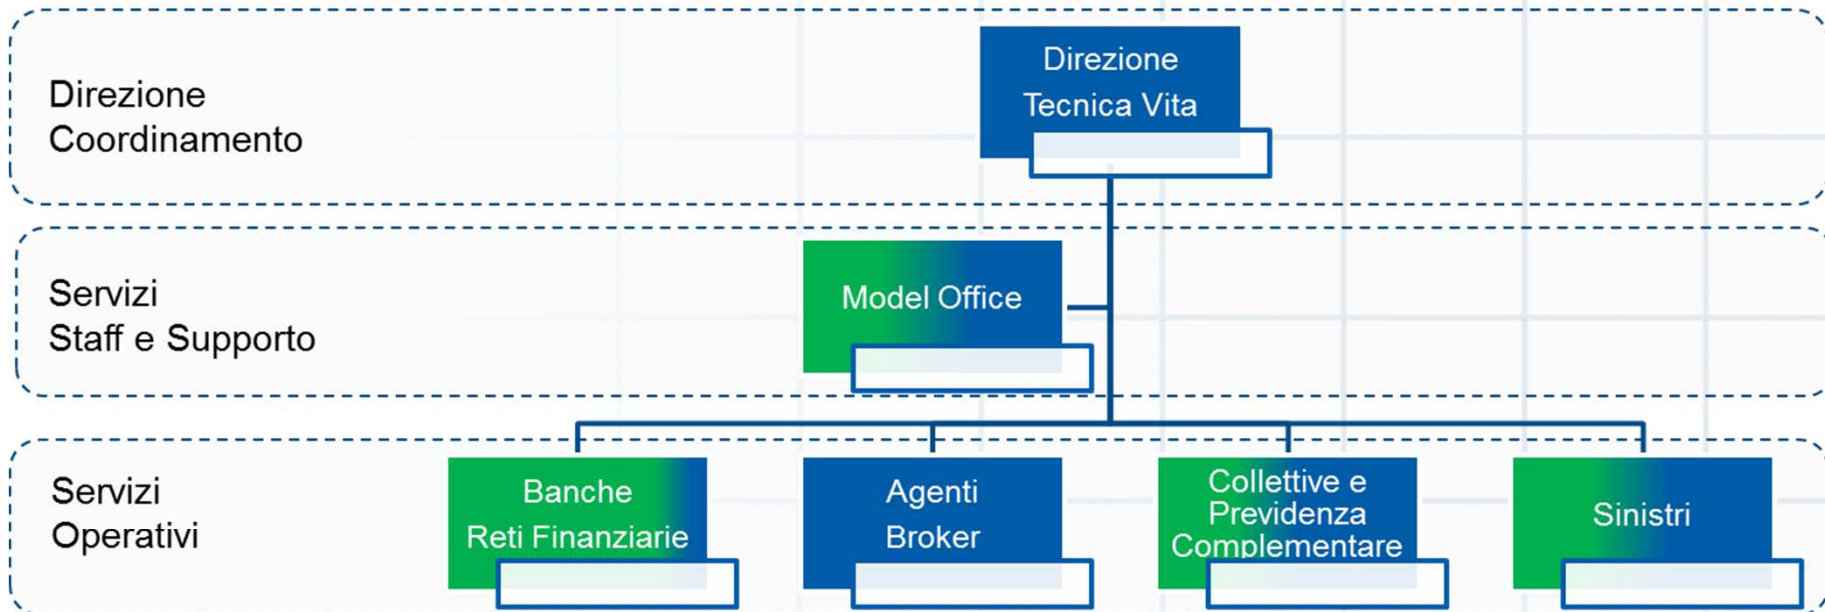 Direzione
Coordinamento
Direzione
Tecnica Vita
Servizi
Staff e Supporto
Model Office
Servizi
Operativi
Banche
Reti Finanziarie
Agenti
Broker
Collettive e
Previdenza
Complementare
Sinistri